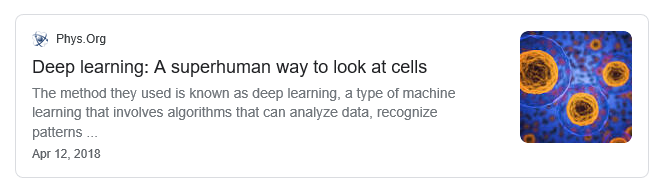 Phys.Org
Deep learning: A superhuman way to look at cells
The method they used is known as deep learning, a type of machine
learning that involves algorithms that can analyze data, recognize
patterns ...
Apr 12, 2018